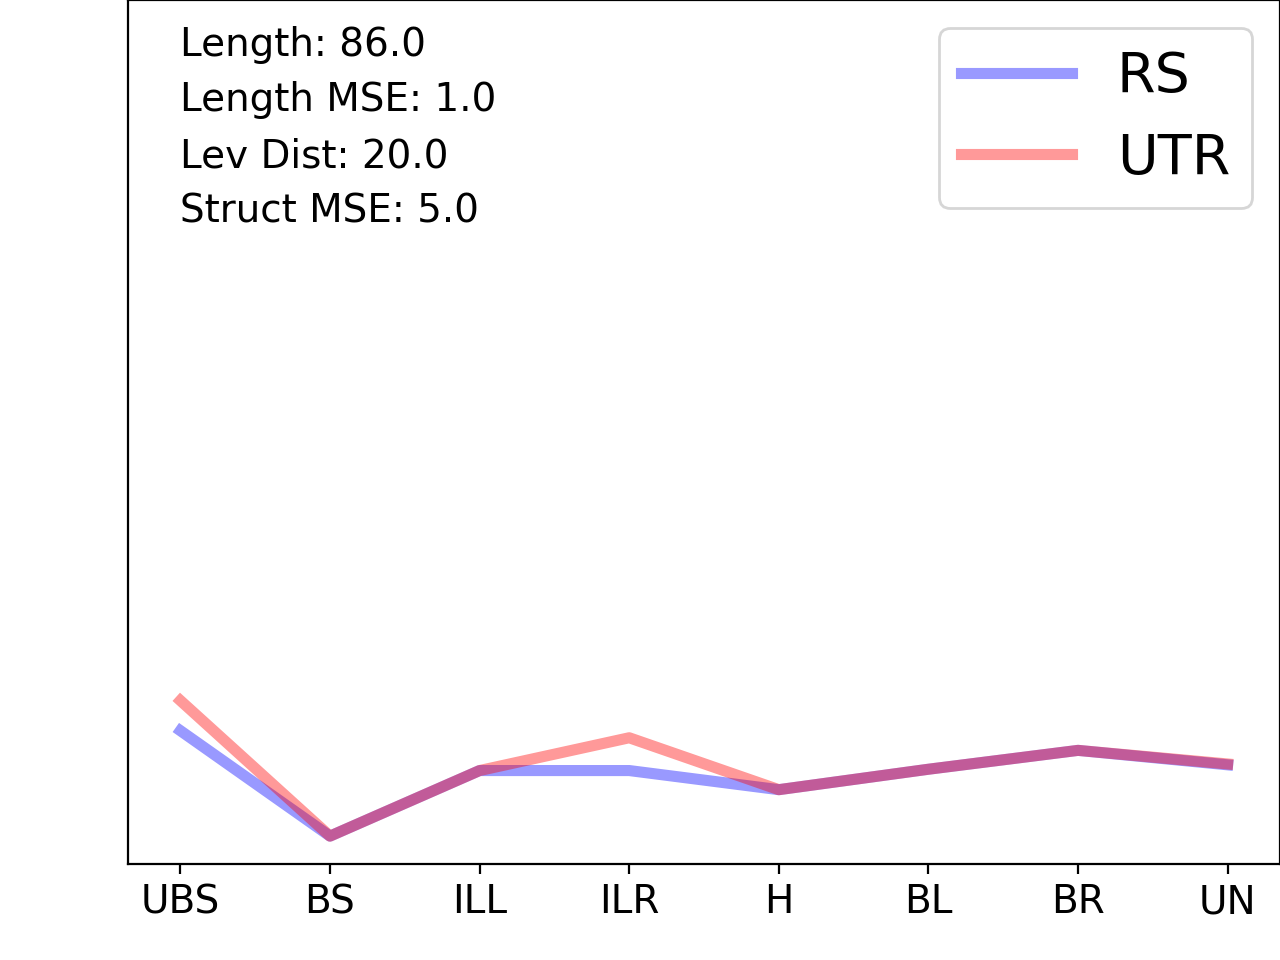 Length: 86.0
Length MSE: 1.0
Lev Dist: 20.0
Struct MSE: 5.0
RS
UTR
UBS BS ILL ILR H BL BR UN